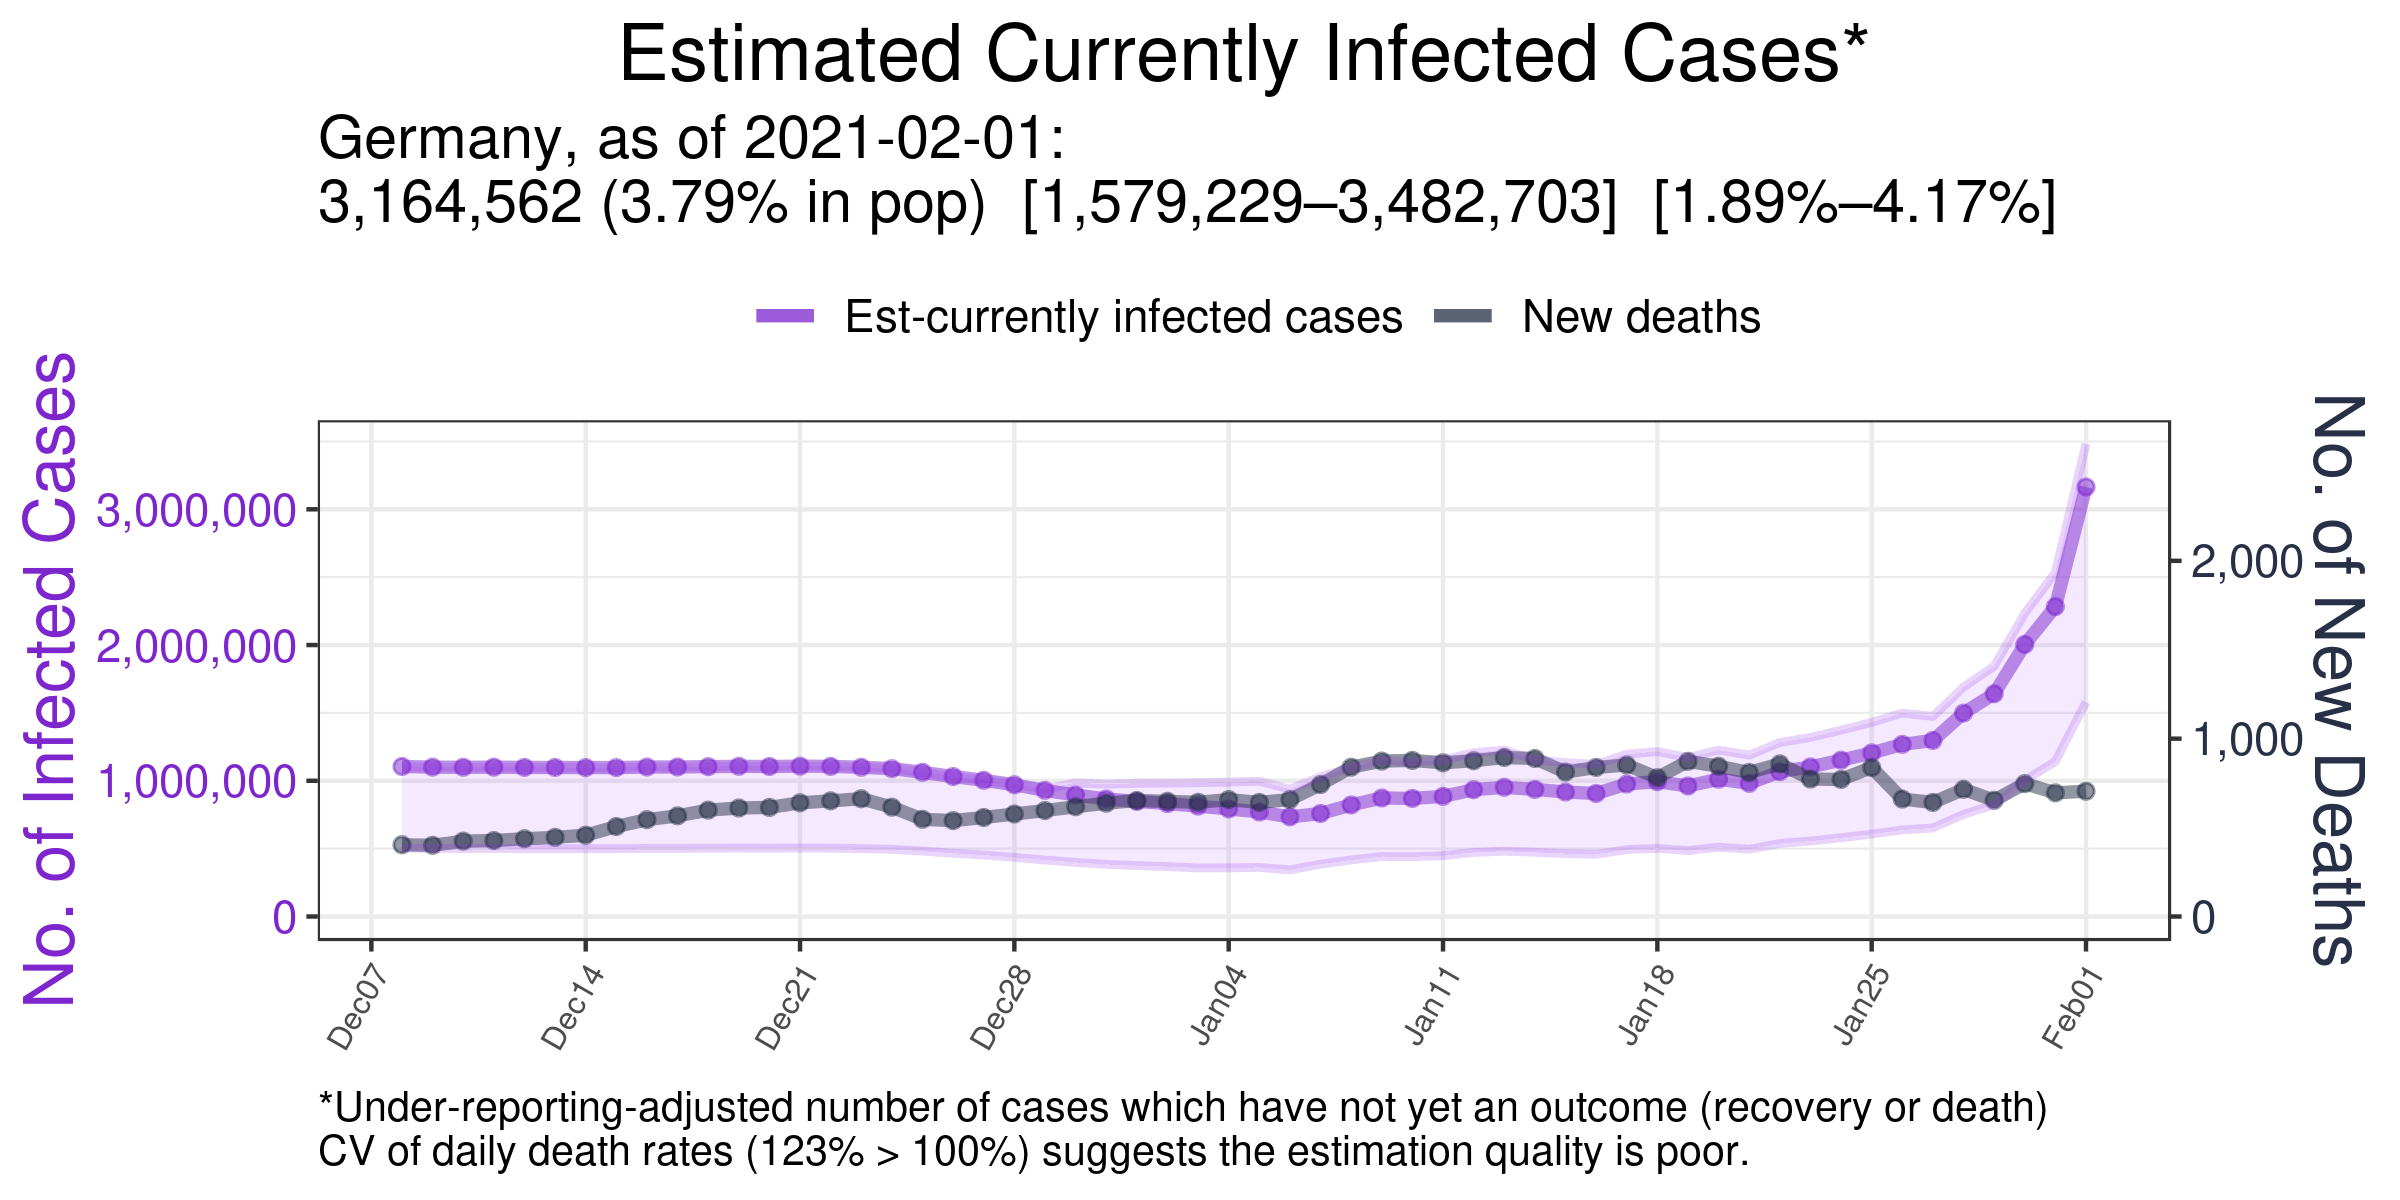 Estimated Currently Infected Cases*
Germany, as of 2021-02-01:
3,164,562 (3.79% in pop)  [1,579,229–3,482,703]  [1.89%–4.17%]
Est-currently infected cases
New deaths
No. of Infected Cases
3,000,000
2,000,000
1,000,000
0
No. of New Deaths
2,000
1,000
0
Dec07
Dec14
Dec21
Dec28
Jan04
Jan11
Jan18
Jan25
Feb01
*Under-reporting-adjusted number of cases which have not yet an outcome (recovery or death)
CV of daily death rates (123% > 100%) suggests the estimation quality is poor.